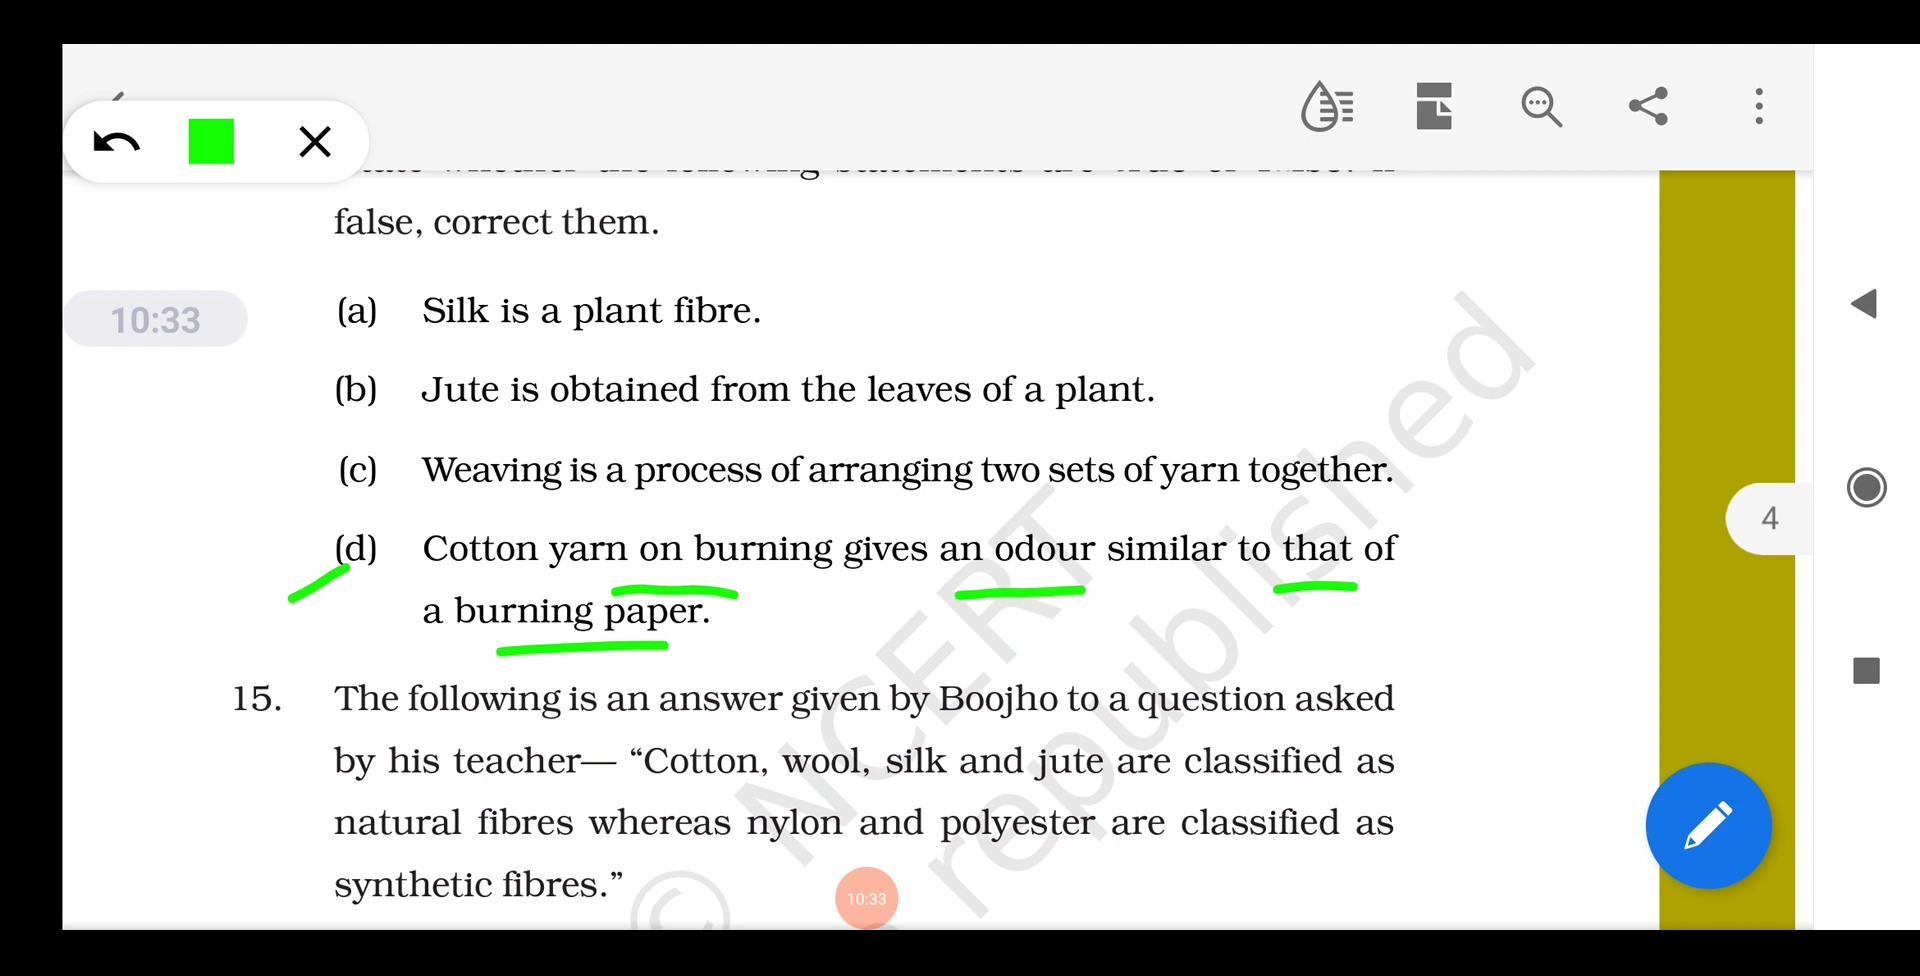 false, correct them.
10:33
(a) Silk is a plant fibre.
(b) Jute is obtained from the leaves of a plant.
(c) Weaving is a process of arranging two sets of yarn together.
(d) Cotton yarn on burning gives an odour similar to that of
a burning paper.
4
15. The following is an answer given by Boojho to a question asked
by his teacher— “Cotton, wool, silk and jute are classified as
natural fibres whereas nylon and polyester are classified as
synthetic fibres.”
10:33
© NCERT
republished